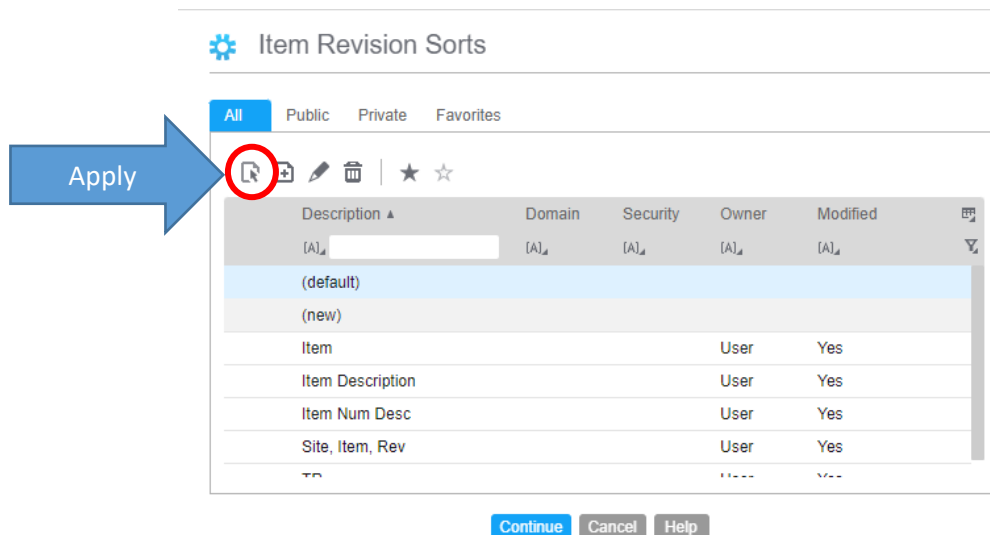 Item Revision Sorts
All Public Private Favorites
Apply
Description ▲ Domain Security Owner Modified
[A] [A] [A] [A] [A]
(default)
(new)
Item User Yes
Item Description User Yes
Item Num Desc User Yes
Site, Item, Rev User Yes
Continue Cancel Help